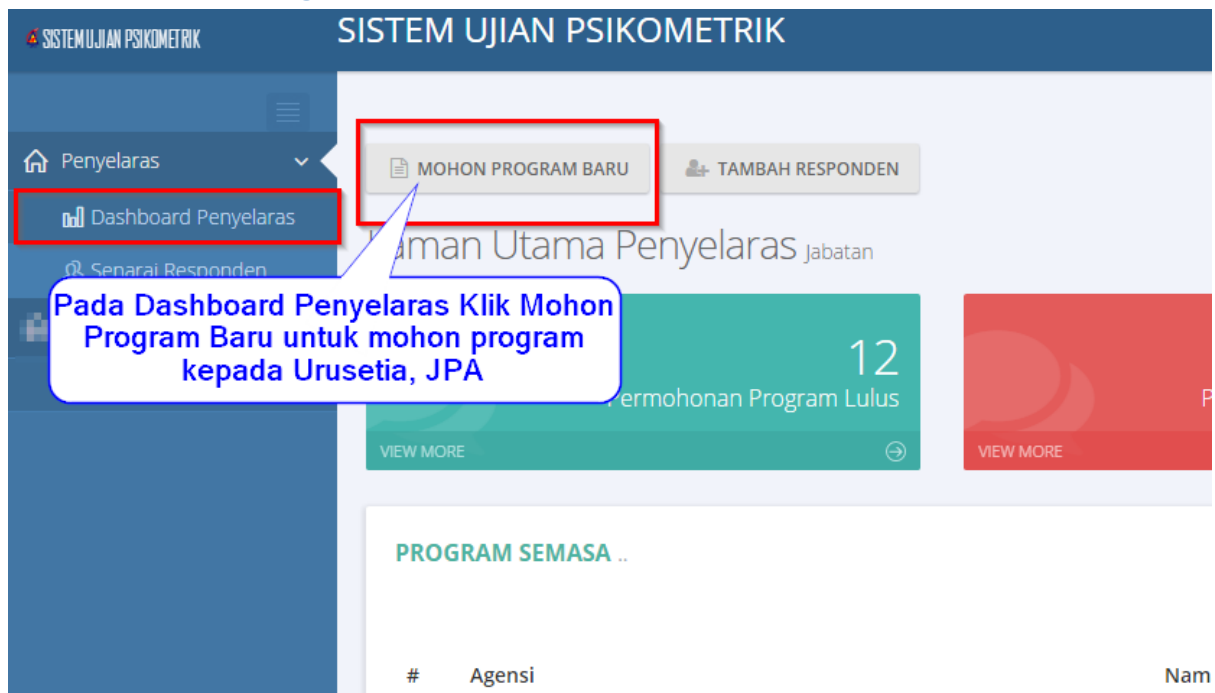 SISTEM UJIAN PSIKOMETRIK
SISTEM UJIAN PSIKOMETRIK
Penyelaras
Dashboard Penyelaras
Senarai Responden
MOHON PROGRAM BARU
TAMBAH RESPONDEN
Utama Penyelaras Jabatan
Pada Dashboard Penyelaras Klik Mohon
Program Baru untuk mohon program
kepada Urusetia, JPA
12
Permohonan Program Lulus
VIEW MORE
P
VIEW MORE
PROGRAM SEMASA ..
# Agensi Nam